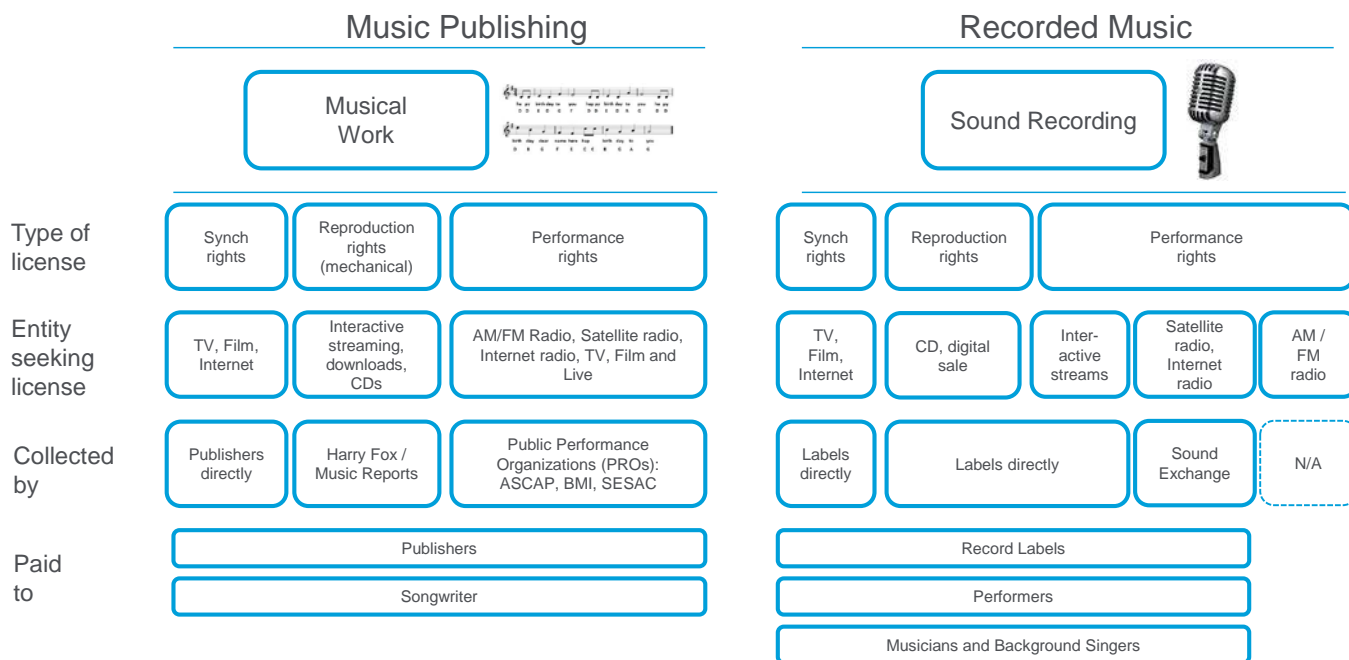 Music Publishing
Recorded Music
Musical
Work
Sound Recording
Type of
license
Synch
rights
Reproduction
rights
(mechanical)
Performance
rights
Synch
rights
Reproduction
rights
Performance
rights
Entity
seeking
license
TV, Film,
Internet
Interactive
streaming,
downloads,
CDs
AM/FM Radio, Satellite radio,
Internet radio, TV, Film and
Live
TV,
Film,
Internet
CD, digital
sale
Inter-
active
streams
Satellite
radio,
Internet
radio
AM /
FM
radio
Collected
by
Publishers
directly
Harry Fox /
Music Reports
Public Performance
Organizations (PROs):
ASCAP, BMI, SESAC
Labels
directly
Labels directly
Sound
Exchange
N/A
Paid
to
Publishers
Songwriter
Record Labels
Performers
Musicians and Background Singers